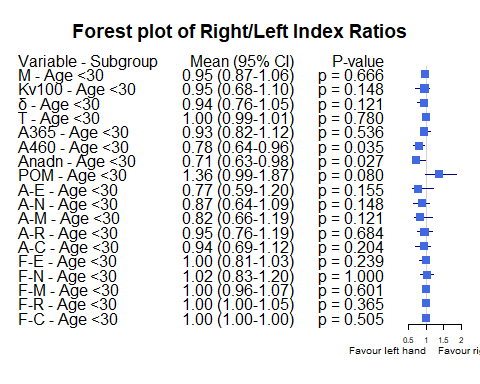 Forest plot of Right/Left Index Ratios
Variable - Subgroup Mean (95% CI) P-value
M - Age <30 0.95 (0.87-1.06) p = 0.666
Kv100 - Age <30 0.95 (0.68-1.10) p = 0.148
δ - Age <30 0.94 (0.76-1.05) p = 0.121
T - Age <30 1.00 (0.99-1.01) p = 0.780
A365 - Age <30 0.93 (0.82-1.12) p = 0.536
A460 - Age <30 0.78 (0.64-0.96) p = 0.035
Anadn - Age <30 0.71 (0.63-0.98) p = 0.027
POM - Age <30 1.36 (0.99-1.87) p = 0.080
A-E - Age <30 0.77 (0.59-1.20) p = 0.155
A-N - Age <30 0.87 (0.64-1.09) p = 0.148
A-M - Age <30 0.82 (0.66-1.19) p = 0.121
A-R - Age <30 0.95 (0.76-1.19) p = 0.684
A-C - Age <30 0.94 (0.69-1.12) p = 0.204
F-E - Age <30 1.00 (0.81-1.03) p = 0.239
F-N - Age <30 1.02 (0.83-1.20) p = 1.000
F-M - Age <30 1.00 (0.96-1.07) p = 0.601
F-R - Age <30 1.00 (1.00-1.05) p = 0.365
F-C - Age <30 1.00 (1.00-1.00) p = 0.505
0.5 1 1.5 2
Favour left hand Favour ri